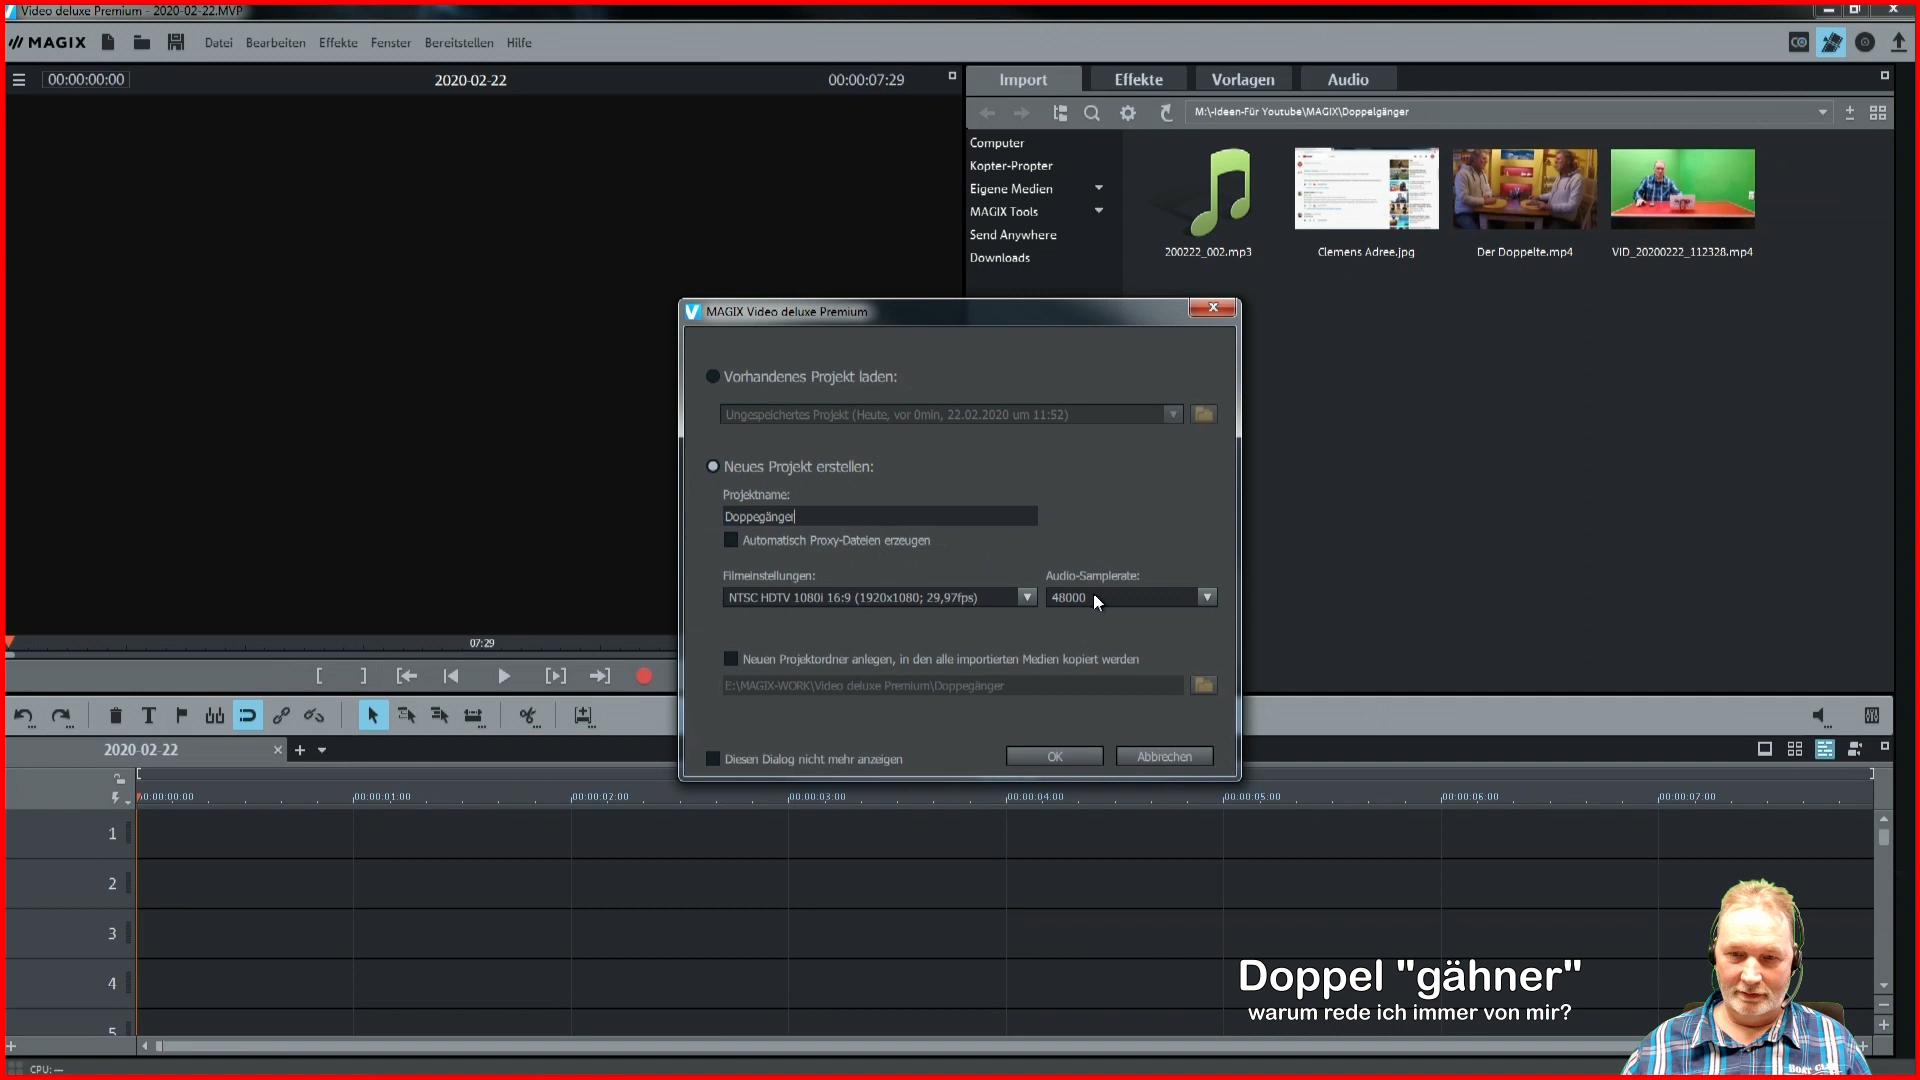 Video deluxe Premium - 2020-02-22.MVP
MAGIX Datei Bearbeiten Effekte Fenster Bereitstellen Hilfe
00:00:00:00 2020-02-22 00:00:07:29
Import Effekte Vorlagen Audio
M:\-Ideen-Für Youtube\MAGIX\Doppelgänger
Computer
Kopter-Propter
Eigene Medien
MAGIX Tools
Send Anywhere
Downloads
200222_002.mp3 Clemens Adree.jpg Der Doppelte.mp4 VID_20200222_112328.mp4
MAGIX Video deluxe Premium
Vorhandenes Projekt laden:
Ungespeichertes Projekt (Heute, vor 0min, 22.02.2020 um 11:52)
Neues Projekt erstellen:
Projektname:
Doppegänger
Automatisch Proxy-Dateien erzeugen
Filmeinstellungen: Audio-Samplerate:
NTSC HDTV 1080i 16:9 (1920x1080; 29,97fps) 48000
Neuen Projektordner anlegen, in den alle importierten Medien kopiert werden
E:\MAGIX-WORK\Video deluxe Premium\Doppegänger
Diesen Dialog nicht mehr anzeigen OK Abbrechen
07:29
2020-02-22
00:00:00:00 00:00:01:00 00:00:02:00 00:00:03:00 00:00:04:00 00:00:05:00 00:00:06:00 00:00:07:00
1
2
3
4
5
Doppel "gähner"
warum rede ich immer von mir?
CPU: —